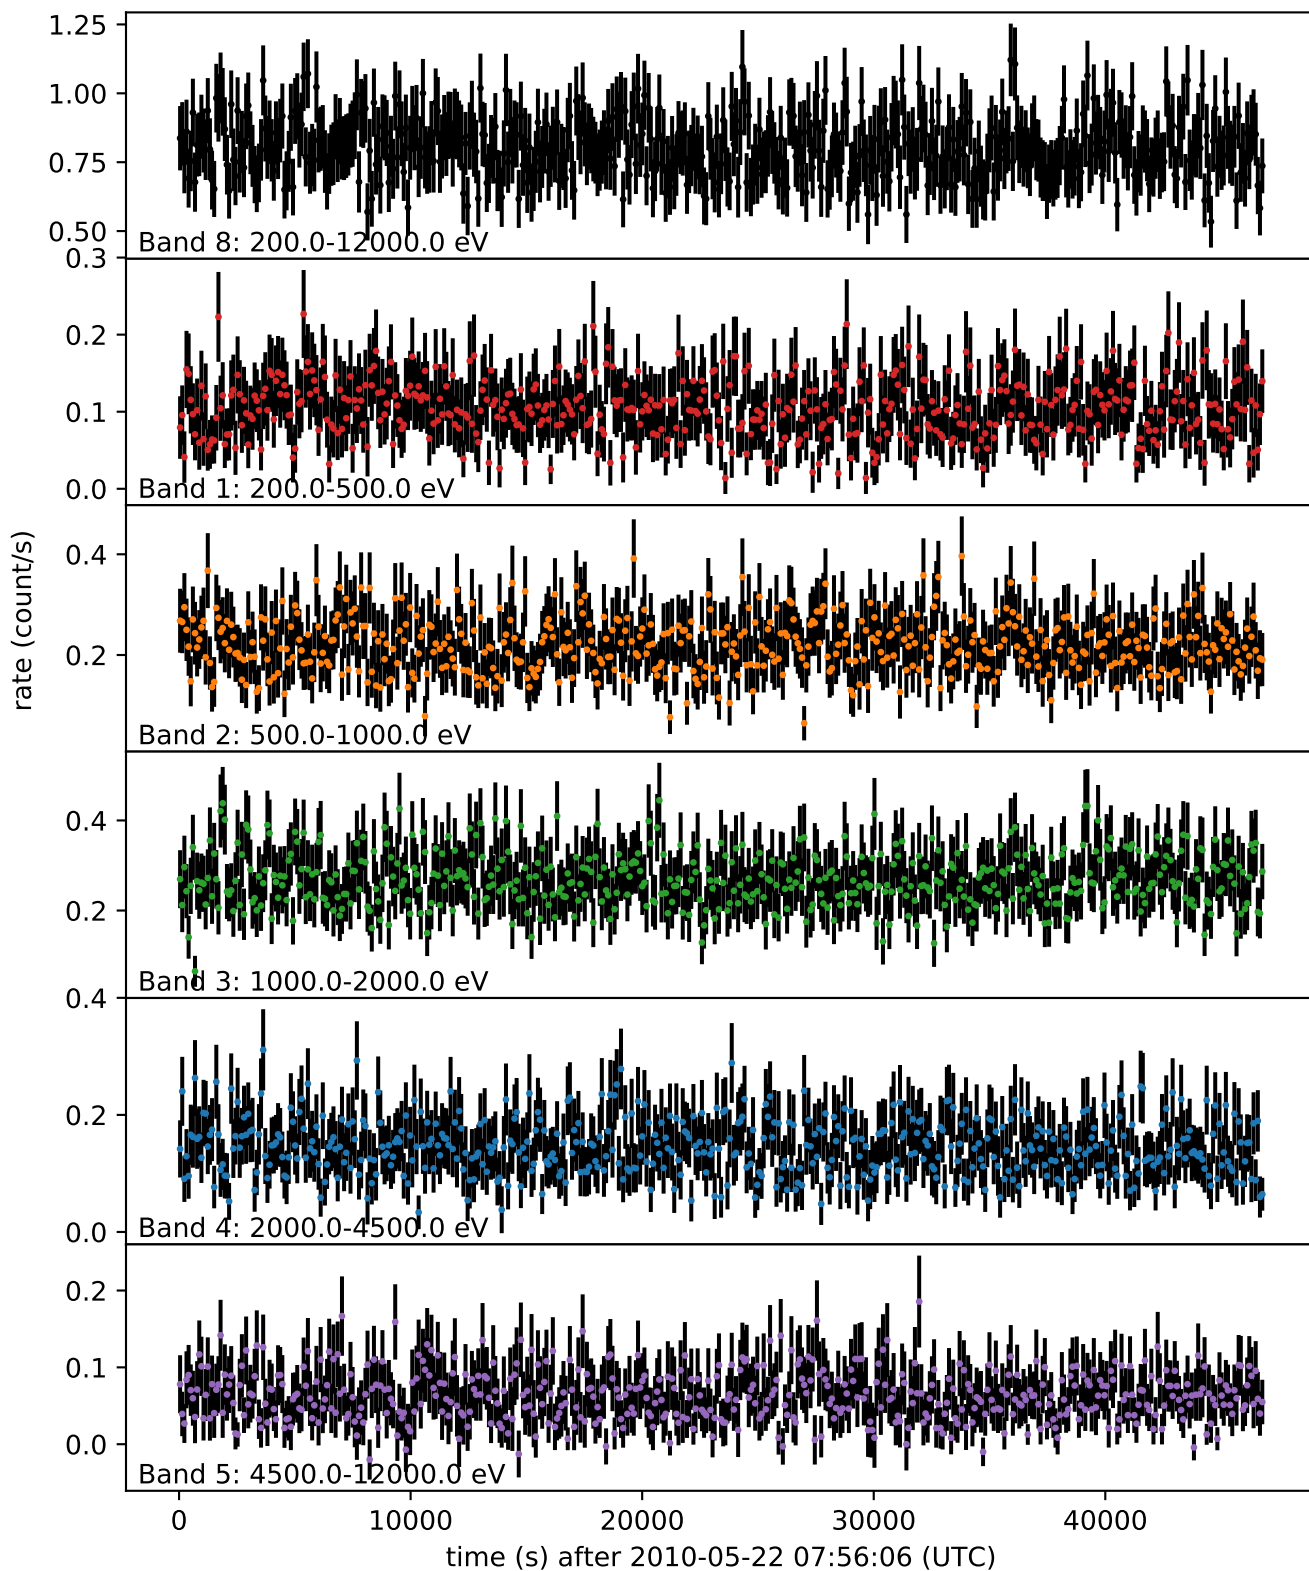 1.25
1.00
0.75
0.50
Band 8: 200.0-12000.0 eV
0.3
0.2
0.1
0.0
Band 1: 200.0-500.0 eV
0.4
0.2
Band 2: 500.0-1000.0 eV
rate (count/s)
0.4
0.2
Band 3: 1000.0-2000.0 eV
0.4
0.2
0.0
Band 4: 2000.0-4500.0 eV
0.2
0.1
0.0
Band 5: 4500.0-12000.0 eV
0 10000 20000 30000 40000
time (s) after 2010-05-22 07:56:06 (UTC)